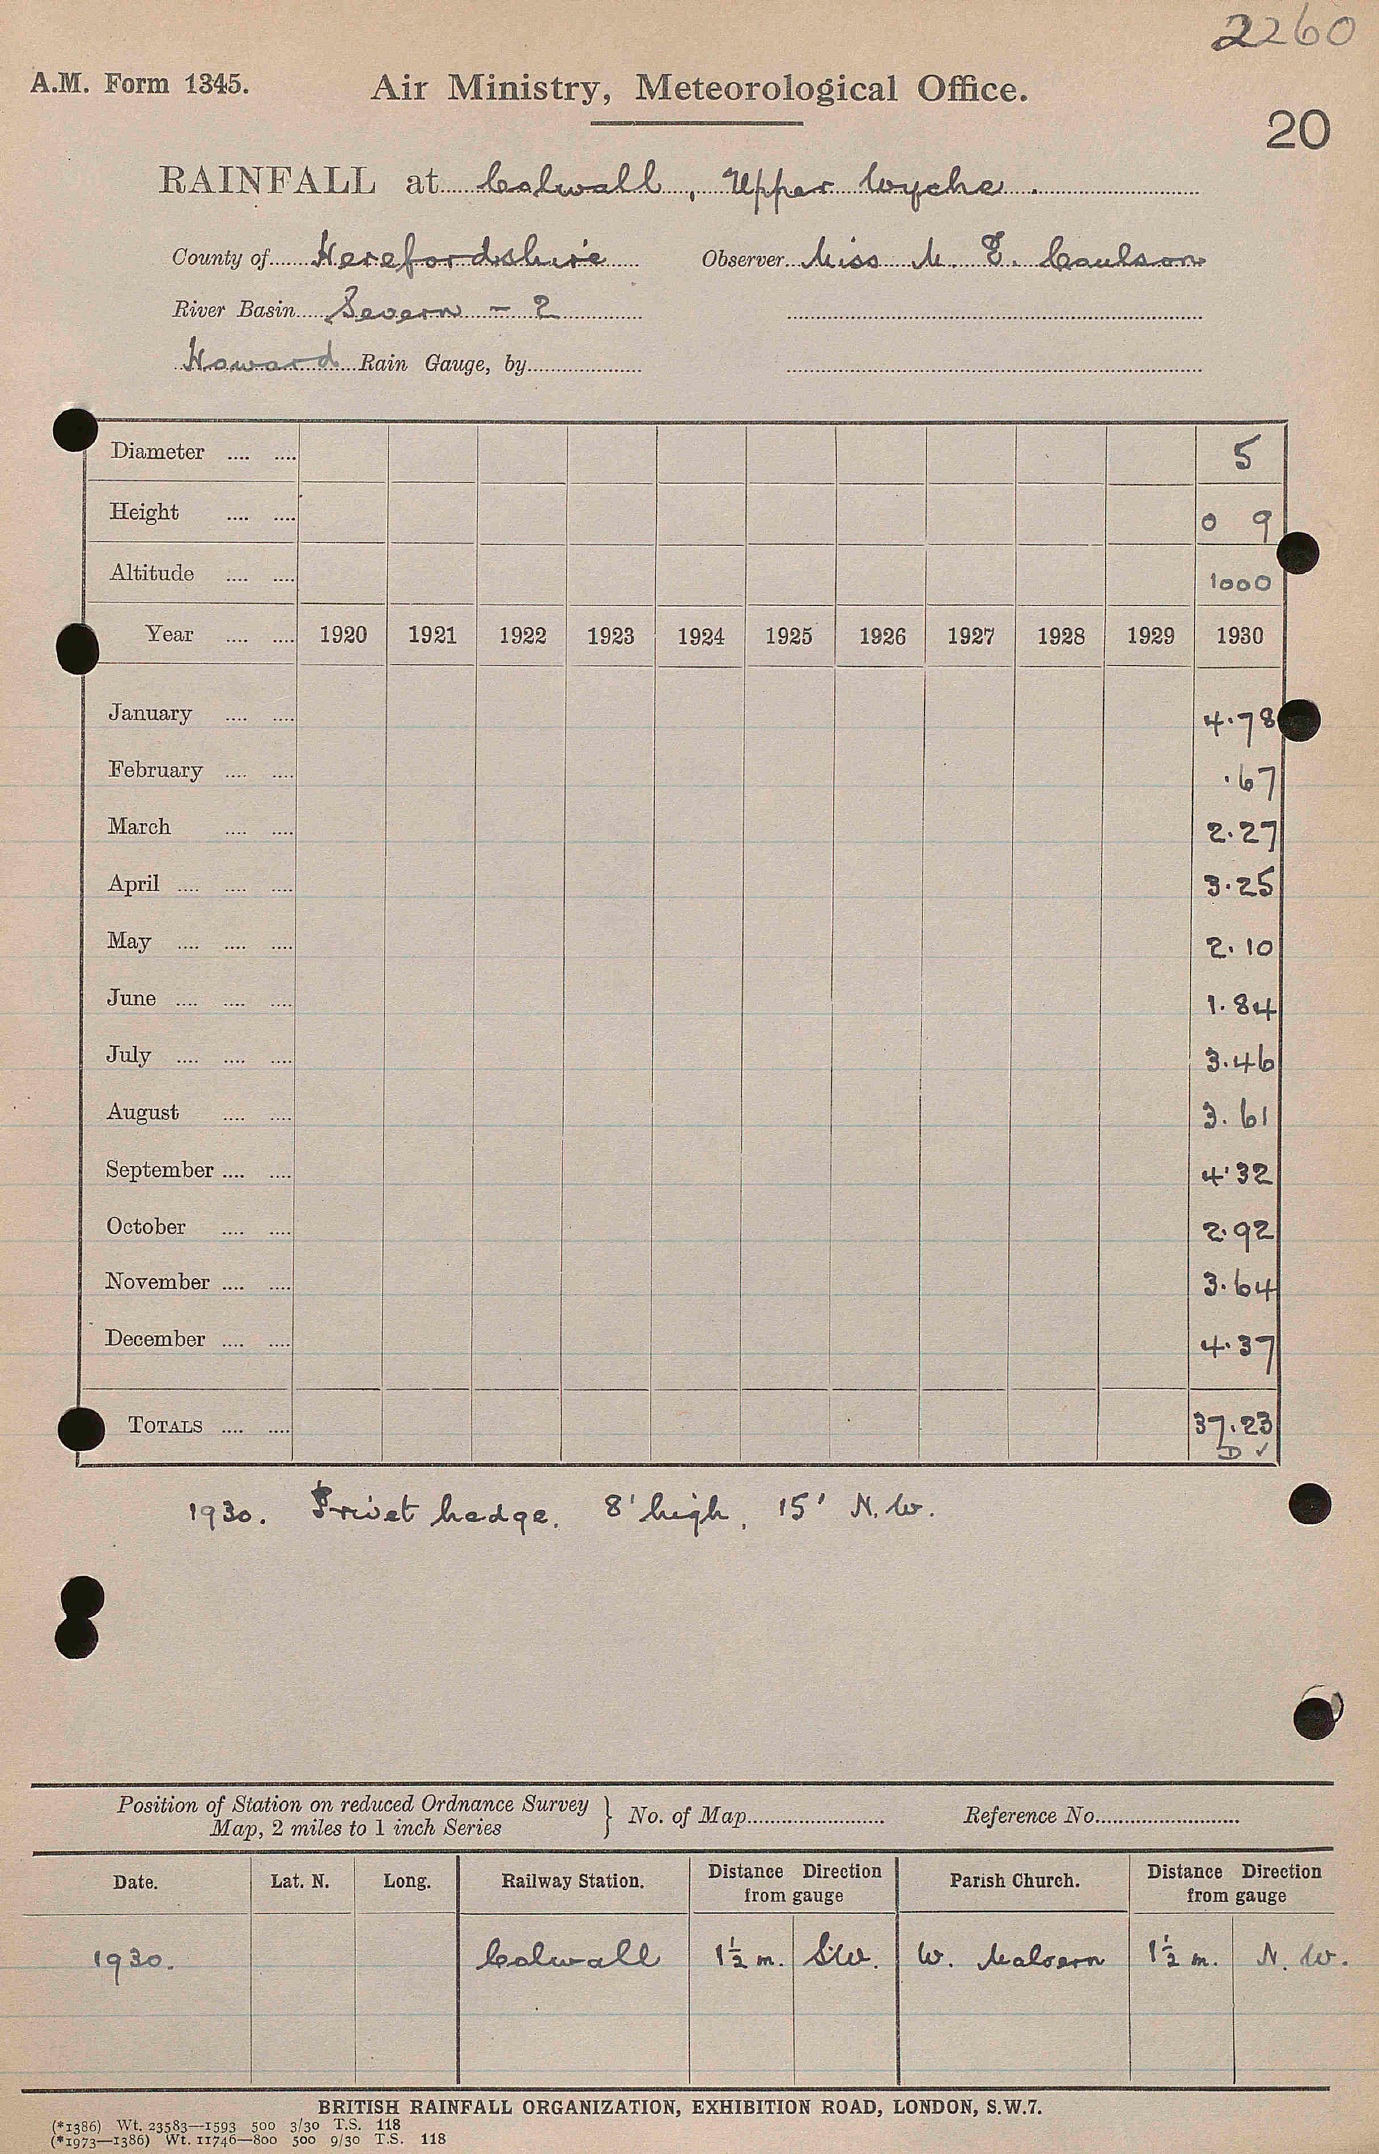 2260
A.M. Form 1345. Air Ministry, Meteorological Office.
20
RAINFALL at Colwall, Upper Wyche.
County of Herefordshire Observer Miss M. E. Coulson
River Basin Severn - 2
Howard Rain Gauge, by
Diameter .... .... 5
Height .... .... 0 9
Altitude .... .... 1000
Year .... .... 1920 1921 1922 1923 1924 1925 1926 1927 1928 1929 1930
January .... .... 4.78
February .... .... .67
March .... .... 2.27
April .... .... .... 3.25
May .... .... .... 2.10
June .... .... .... 1.84
July .... .... .... 3.46
August .... .... 3.61
September .... .... 4.32
October .... .... 2.92
November .... .... 3.64
December .... .... 4.37
TOTALS .... .... 37.23
D ✓
1930. Privet hedge, 8' high, 15' N.W.
Position of Station on reduced Ordnance Survey
Map, 2 miles to 1 inch Series } No. of Map Reference No.
Date. Lat. N. Long. Railway Station. Distance Direction from gauge Parish Church. Distance Direction from gauge
1930. Colwall 1½ m. S.W. W. Malvern 1½ m. N.W.
BRITISH RAINFALL ORGANIZATION, EXHIBITION ROAD, LONDON, S.W.7.
(*1386) Wt. 23583—1593 500 3/30 T.S. 118
(*1973—1386) Wt. 11746—800 500 9/30 T.S. 118